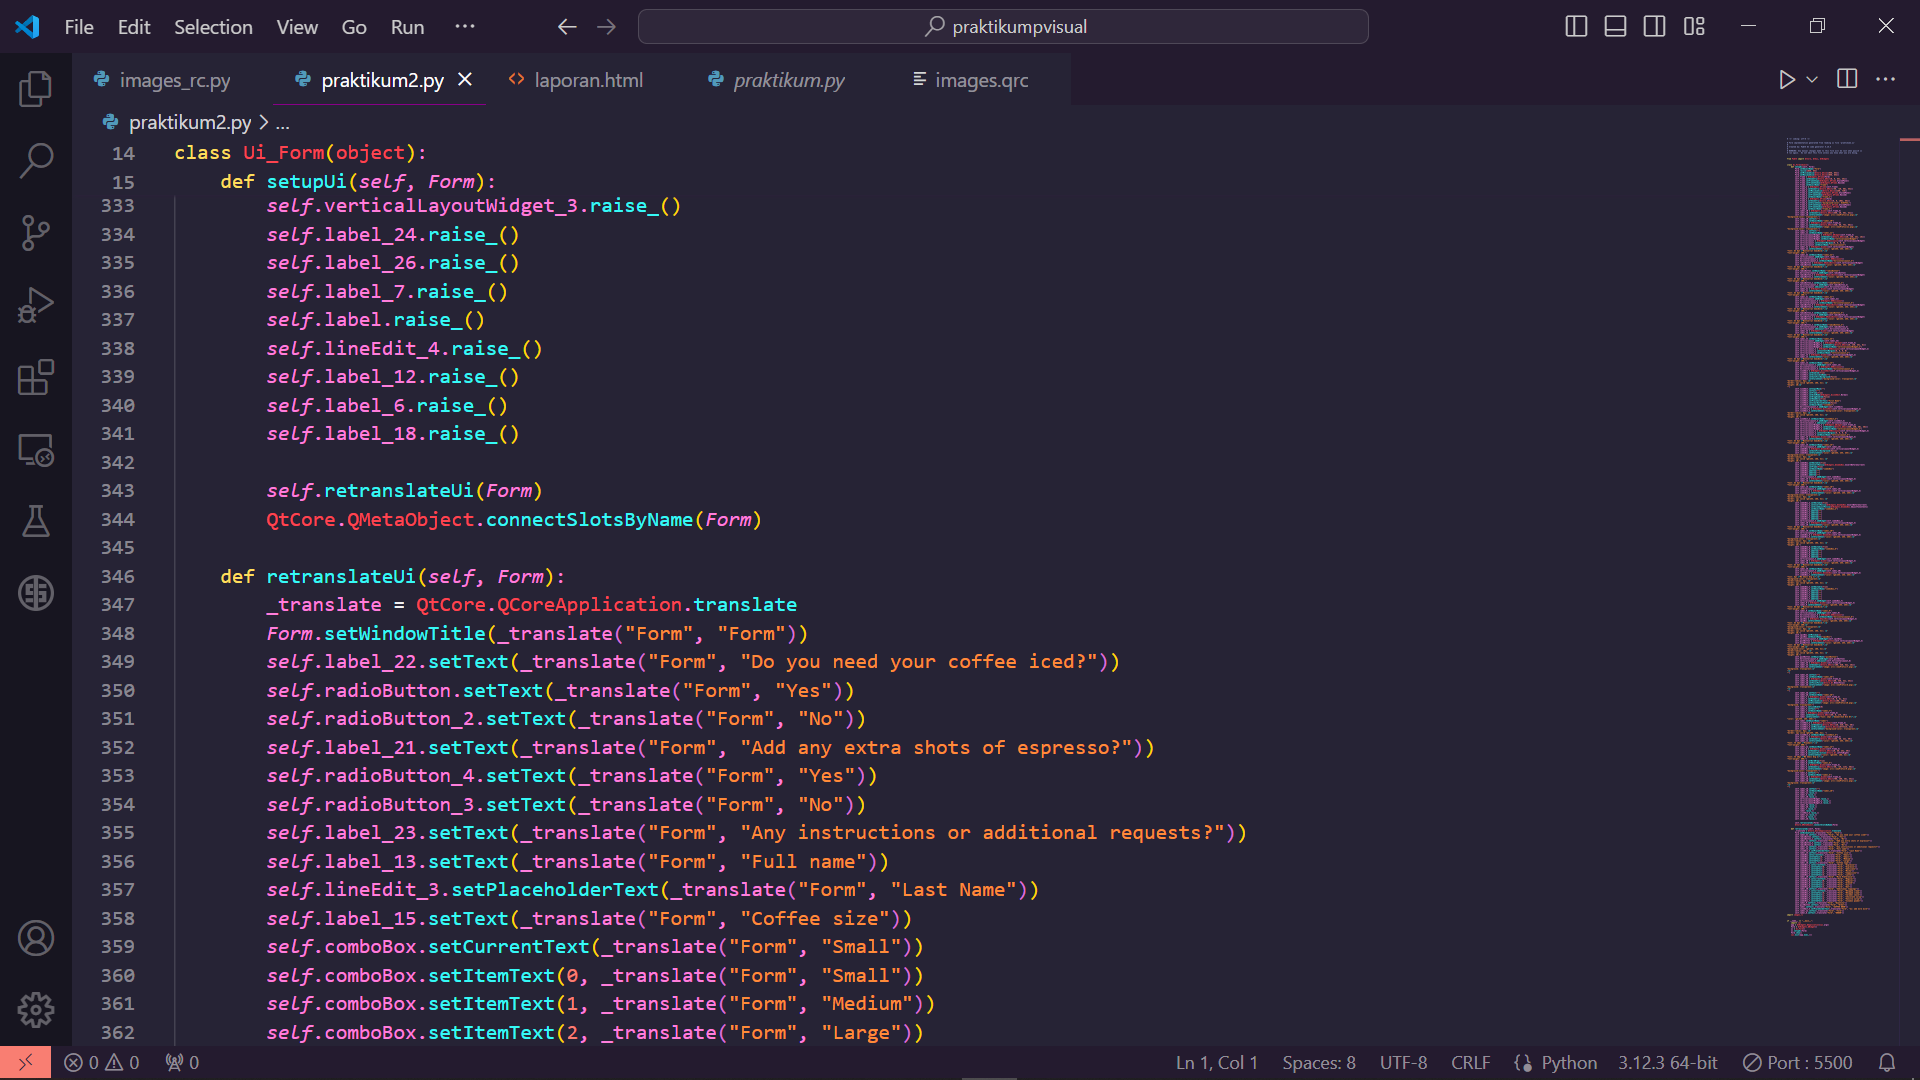 File Edit Selection View Go Run ···
praktikumpvisual
images_rc.py praktikum2.py laporan.html praktikum.py images.qrc
praktikum2.py > ...
14 class Ui_Form(object):
15 def setupUi(self, Form):
333 self.verticalLayoutWidget_3.raise_()
334 self.label_24.raise_()
335 self.label_26.raise_()
336 self.label_7.raise_()
337 self.label.raise_()
338 self.lineEdit_4.raise_()
339 self.label_12.raise_()
340 self.label_6.raise_()
341 self.label_18.raise_()
342
343 self.retranslateUi(Form)
344 QtCore.QMetaObject.connectSlotsByName(Form)
345
346 def retranslateUi(self, Form):
347 _translate = QtCore.QCoreApplication.translate
348 Form.setWindowTitle(_translate("Form", "Form"))
349 self.label_22.setText(_translate("Form", "Do you need your coffee iced?"))
350 self.radioButton.setText(_translate("Form", "Yes"))
351 self.radioButton_2.setText(_translate("Form", "No"))
352 self.label_21.setText(_translate("Form", "Add any extra shots of espresso?"))
353 self.radioButton_4.setText(_translate("Form", "Yes"))
354 self.radioButton_3.setText(_translate("Form", "No"))
355 self.label_23.setText(_translate("Form", "Any instructions or additional requests?"))
356 self.label_13.setText(_translate("Form", "Full name"))
357 self.lineEdit_3.setPlaceholderText(_translate("Form", "Last Name"))
358 self.label_15.setText(_translate("Form", "Coffee size"))
359 self.comboBox.setCurrentText(_translate("Form", "Small"))
360 self.comboBox.setItemText(0, _translate("Form", "Small"))
361 self.comboBox.setItemText(1, _translate("Form", "Medium"))
362 self.comboBox.setItemText(2, _translate("Form", "Large"))
0 0 0 Ln 1, Col 1 Spaces: 8 UTF-8 CRLF Python 3.12.3 64-bit Port : 5500